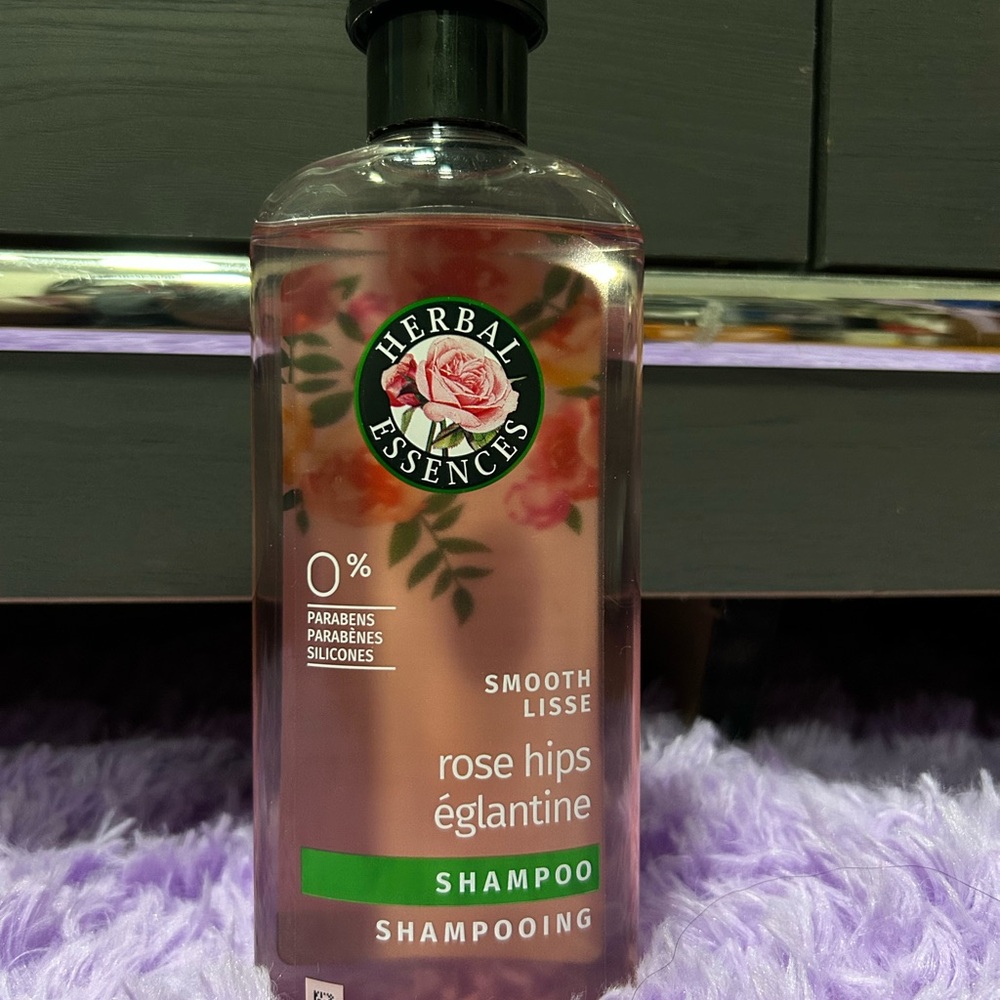 HERBAL
ESSENCES
0%
PARABENS
PARABÈNES
SILICONES
SMOOTH
LISSE
rose hips
églantine
SHAMPOO
SHAMPOOING